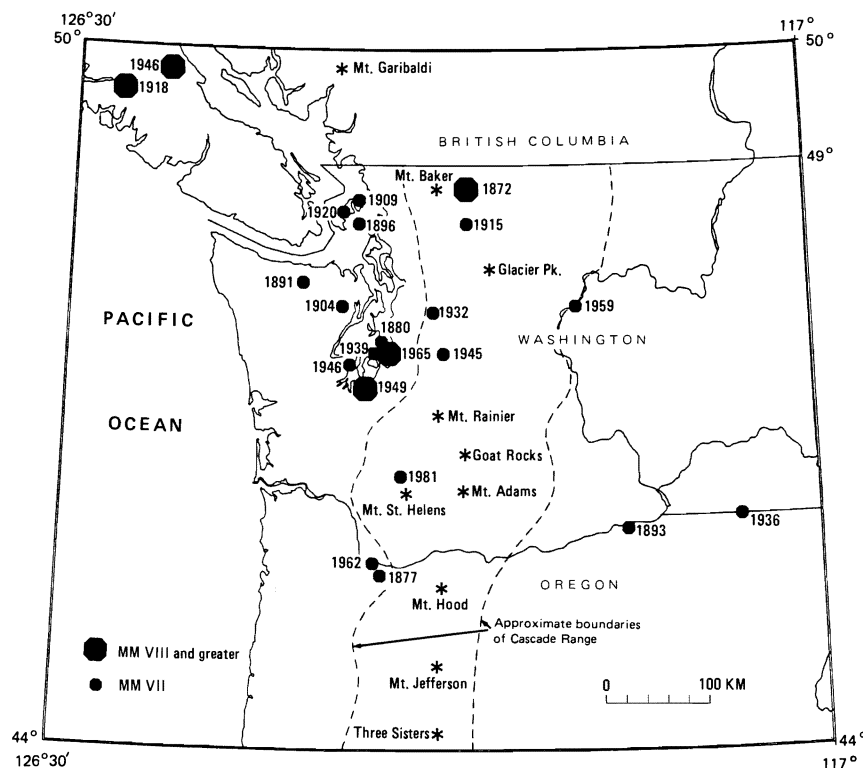 126° 30'
117°
50°
50°
1946
1918
Mt. Garibaldi
BRITISH COLUMBIA
49°
Mt. Baker
1872
1909
1920
1896
1915
Glacier Pk.
1891
1904
1932
1959
PACIFIC
WASHINGTON
1880
1939
1965
1945
1946
1949
OCEAN
Mt. Rainier
Goat Rocks
1981
Mt. Adams
Mt. St. Helens
1936
1893
1962
1877
OREGON
Mt. Hood
Approximate boundaries
of Cascade Range
MM VIII and greater
MM VII
Mt. Jefferson
0
100 KM
Three Sisters
44°
44°
126° 30'
117°